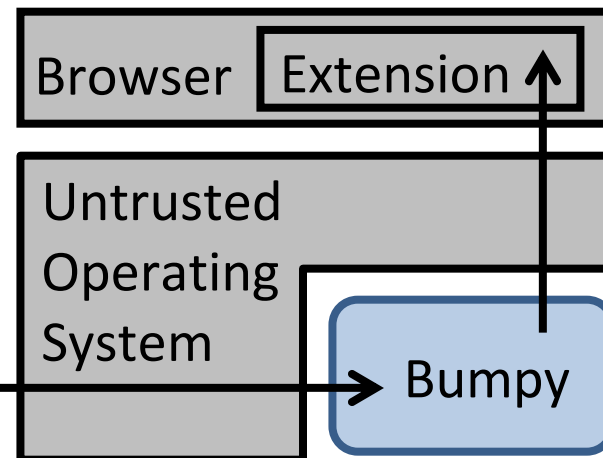 Browser
Extension
Untrusted
Operating
System
Bumpy